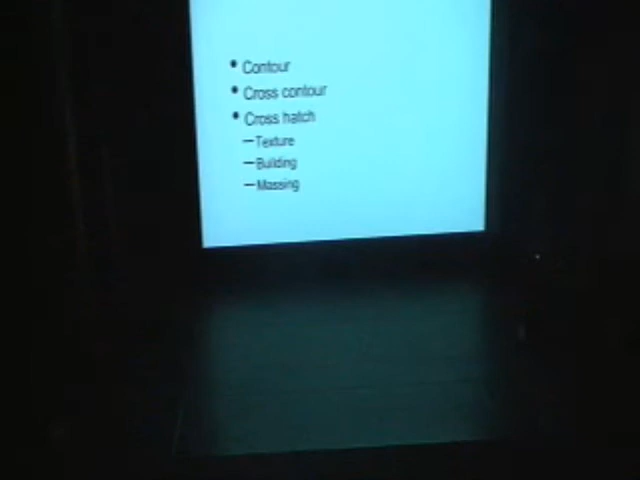 • Contour
• Cross contour
• Cross hatch
–Texture
–Building
–Massing